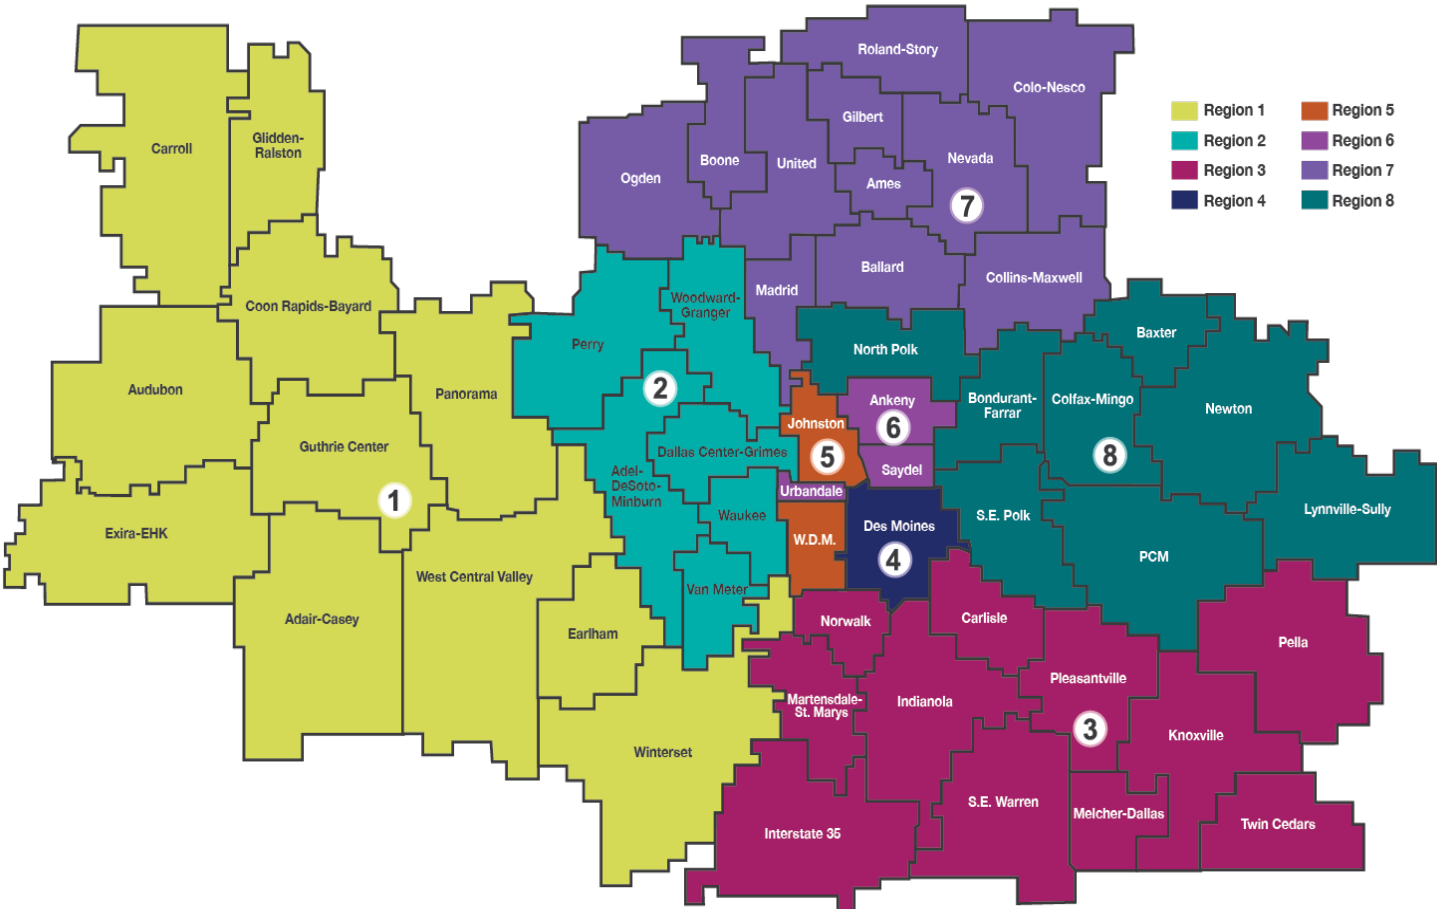 Roland-Story
Colo-Nesco
Region 1
Region 5
Region 2
Region 6
Region 3
Region 7
Region 4
Region 8
Carroll
Glidden-
Ralston
Gilbert
Boone
United
Nevada
Ogden
Ames
7
Ballard
Collins-Maxwell
Madrid
Coon Rapids-Bayard
Woodward-
Granger
Perry
North Polk
Baxter
Audubon
Panorama
2
Ankeny
6
Bondurant-
Farrar
Colfax-Mingo
Newton
Johnston
5
Guthrie Center
Dallas Center-Grimes
8
Saydel
Adel-
DeSoto-
Minburn
Urbandale
1
Waukee
S.E. Polk
Lynnville-Sully
Exira-EHK
W.D.M.
Des Moines
4
PCM
West Central Valley
Van Meter
Adair-Casey
Earlham
Norwalk
Carlisle
Pella
Pleasantville
Martensdale-
St. Marys
Indianola
3
Knoxville
Winterset
S.E. Warren
Melcher-Dallas
Interstate 35
Twin Cedars